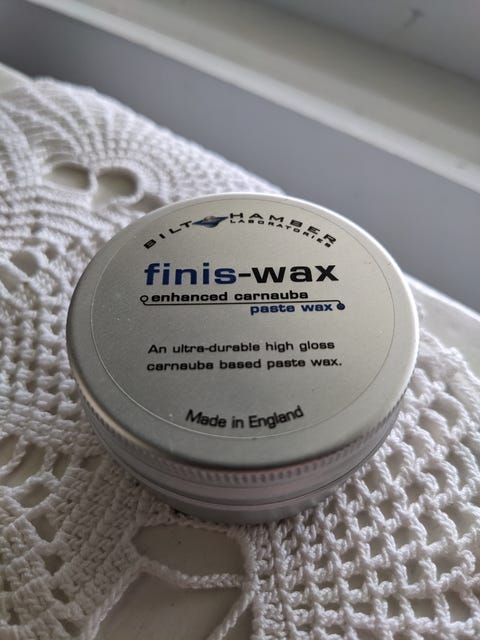 BILT HAMBER
LABORATORIES
finis-wax
enhanced carnauba
paste wax
An ultra-durable high gloss
carnauba based paste wax.
Made in England